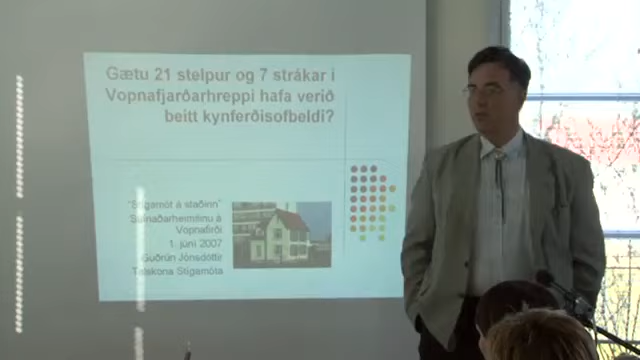 Gætu 21 stelpur og 7 strákar í
Vopnafjarðarhreppi hafa verið
beitt kynferðisofbeldi?
"Stígamót á staðinn"
Safnaðarheimilinu á
Vopnafirði
1. júní 2007
Guðrún Jónsdóttir
Talskona Stígamóta